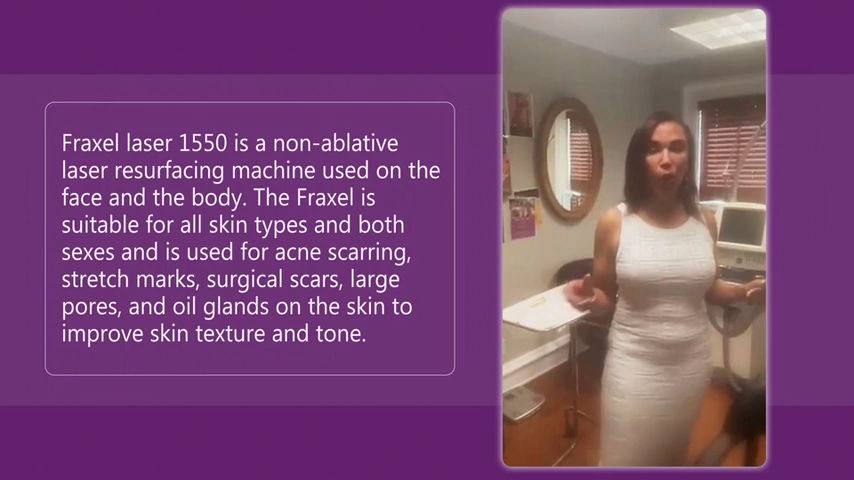 Fraxel laser 1550 is a non-ablative
laser resurfacing machine used on the
face and the body. The Fraxel is
suitable for all skin types and both
sexes and is used for acne scarring,
stretch marks, surgical scars, large
pores, and oil glands on the skin to
improve skin texture and tone.